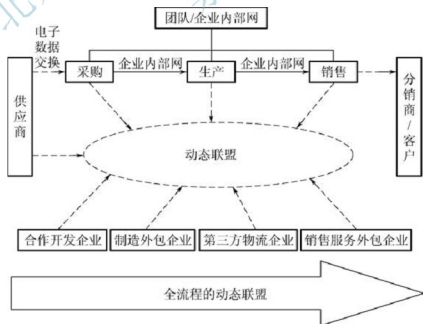 团队/企业内部网
电子
数据
交换
采购
企业内部网
生产
企业内部网
销售
供应商
分销商/客户
动态联盟
合作开发企业
制造外包企业
第三方物流企业
销售服务外包企业
全流程的动态联盟